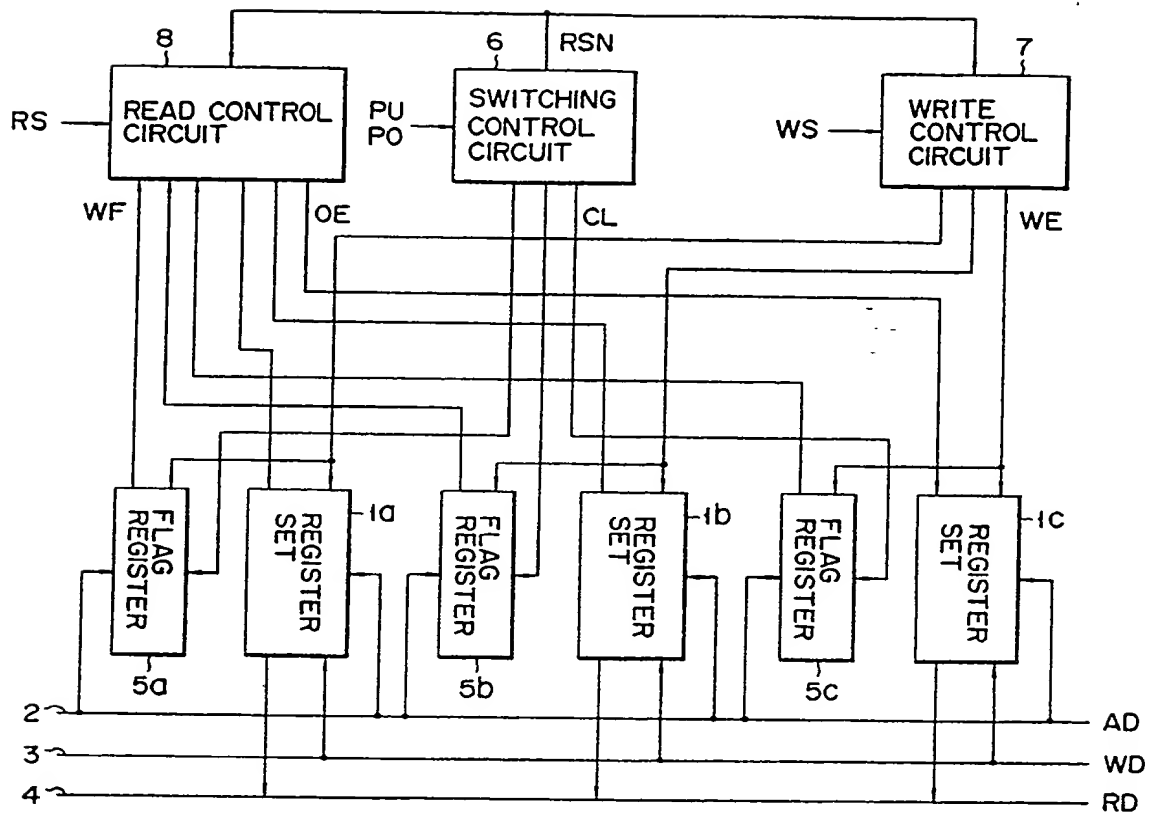 8
6
RSN
7
READ CONTROL
CIRCUIT
SWITCHING
CONTROL
CIRCUIT
WRITE
CONTROL
CIRCUIT
RS
PU
PO
WS
WF
OE
CL
WE
FLAG
REGISTER
REGISTER
SET
1a
FLAG
REGISTER
REGISTER
SET
1b
FLAG
REGISTER
REGISTER
SET
1c
5a
5b
5c
2
AD
3
WD
4
RD